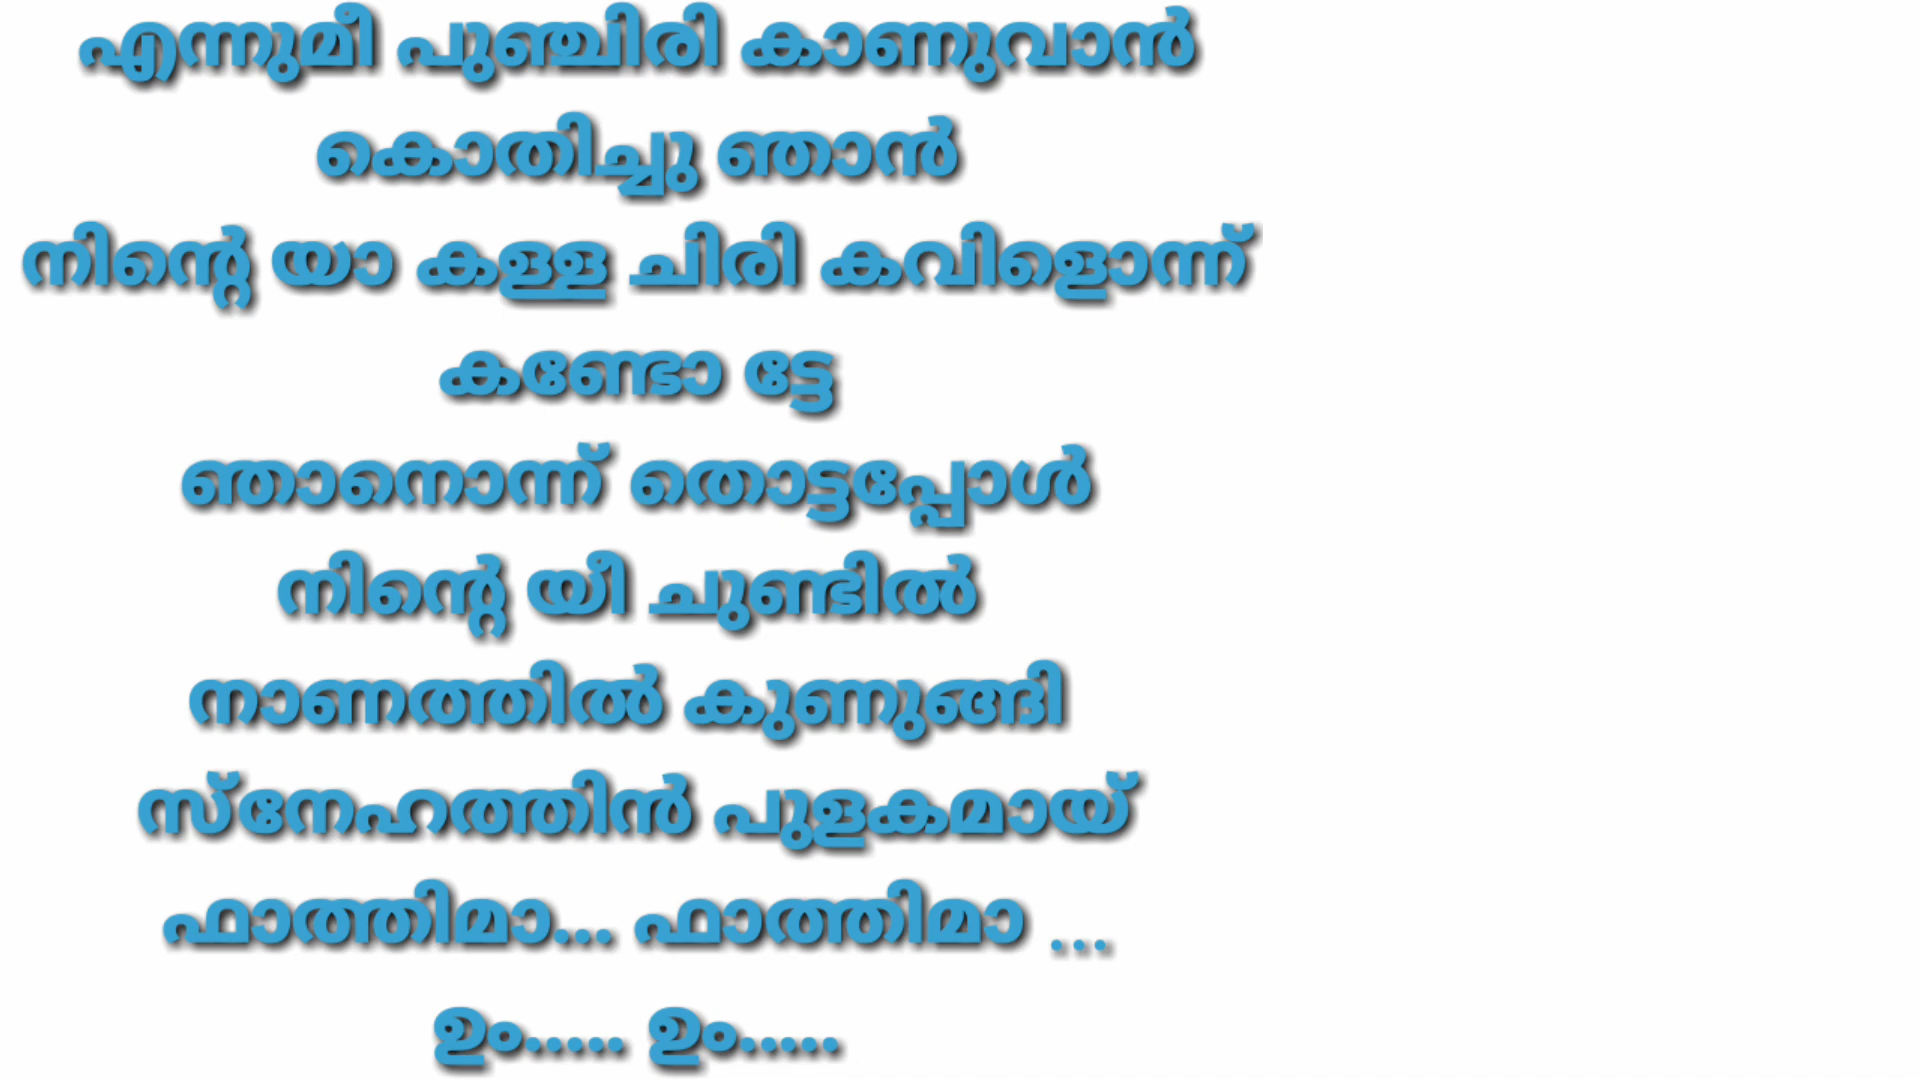 എന്നുമീ പുഞ്ചിരി കാണുവാൻ
കൊതിച്ചു ഞാൻ
നിന്റെ യാ കള്ള ചിരി കവിളൊന്ന്
കണ്ടോ ട്ടേ
ഞാനൊന്ന് തൊട്ടപ്പോൾ
നിന്റെ യീ ചുണ്ടിൽ
നാണത്തിൽ കുണുങ്ങി
സ്നേഹത്തിൻ പുളകമായ്
ഫാത്തിമാ... ഫാത്തിമാ ...
ഉം..... ഉം.....